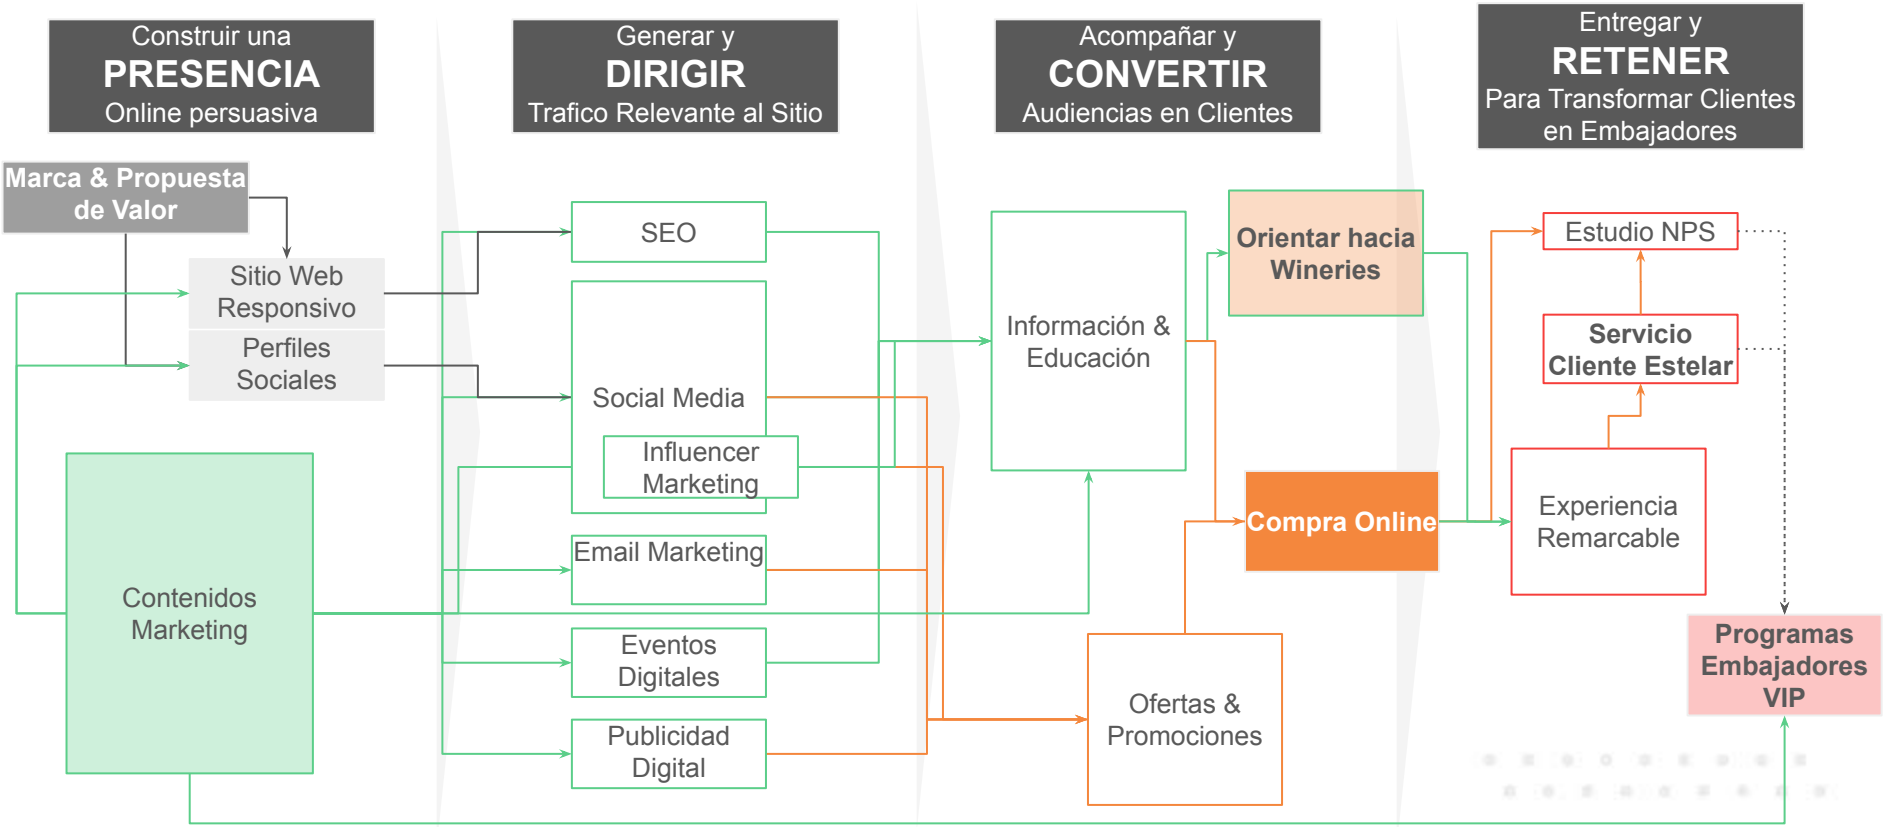 Construir una
PRESENCIA
Online persuasiva
Generar y
DIRIGIR
Trafico Relevante al Sitio
Acompañar y
CONVERTIR
Audiencias en Clientes
Entregar y
RETENER
Para Transformar Clientes
en Embajadores
Marca & Propuesta
de Valor
Sitio Web
Responsivo
Perfiles
Sociales
Contenidos
Marketing
SEO
Social Media
Influencer
Marketing
Email Marketing
Eventos
Digitales
Publicidad
Digital
Información &
Educación
Ofertas &
Promociones
Orientar hacia
Wineries
Compra Online
Estudio NPS
Servicio
Cliente Estelar
Experiencia
Remarcable
Programas
Embajadores
VIP